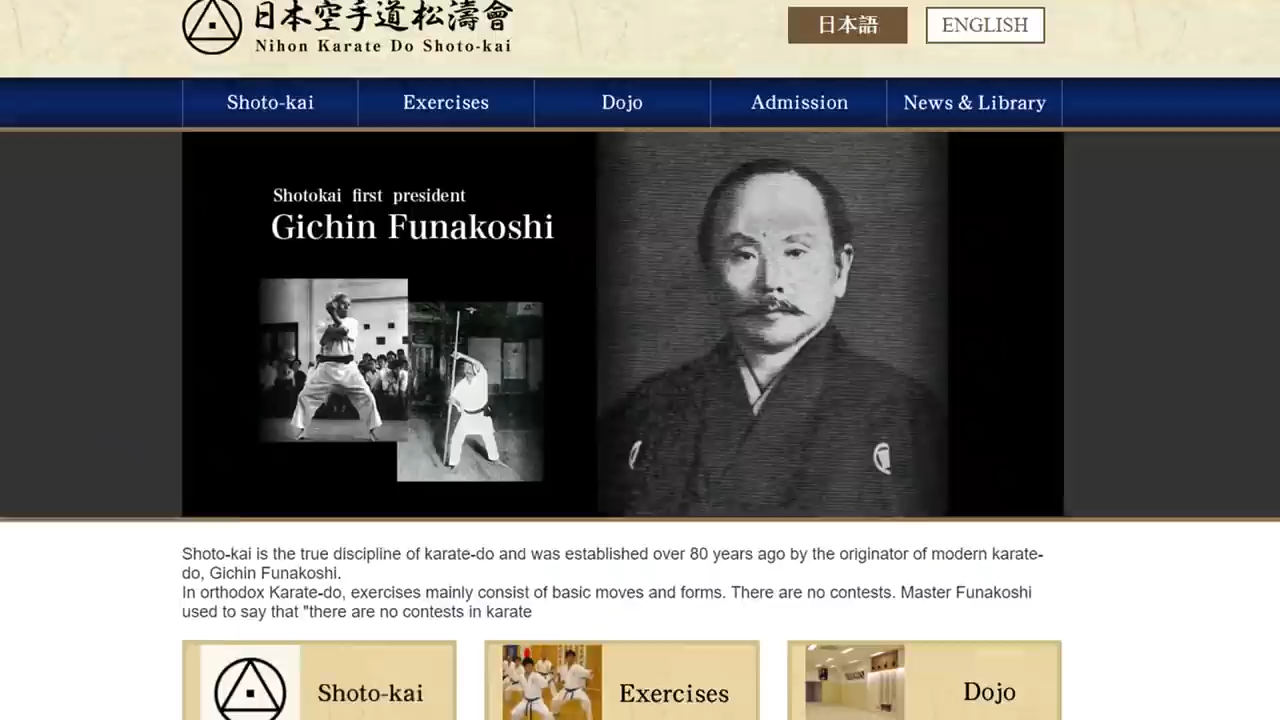 日本空手道松濤會
Nihon Karate Do Shoto-kai
日本語
ENGLISH
Shoto-kai
Exercises
Dojo
Admission
News & Library
Shotokai first president
Gichin Funakoshi
Shoto-kai is the true discipline of karate-do and was established over 80 years ago by the originator of modern karate-
do, Gichin Funakoshi.
In orthodox Karate-do, exercises mainly consist of basic moves and forms. There are no contests. Master Funakoshi
used to say that "there are no contests in karate
Shoto-kai
Exercises
Dojo